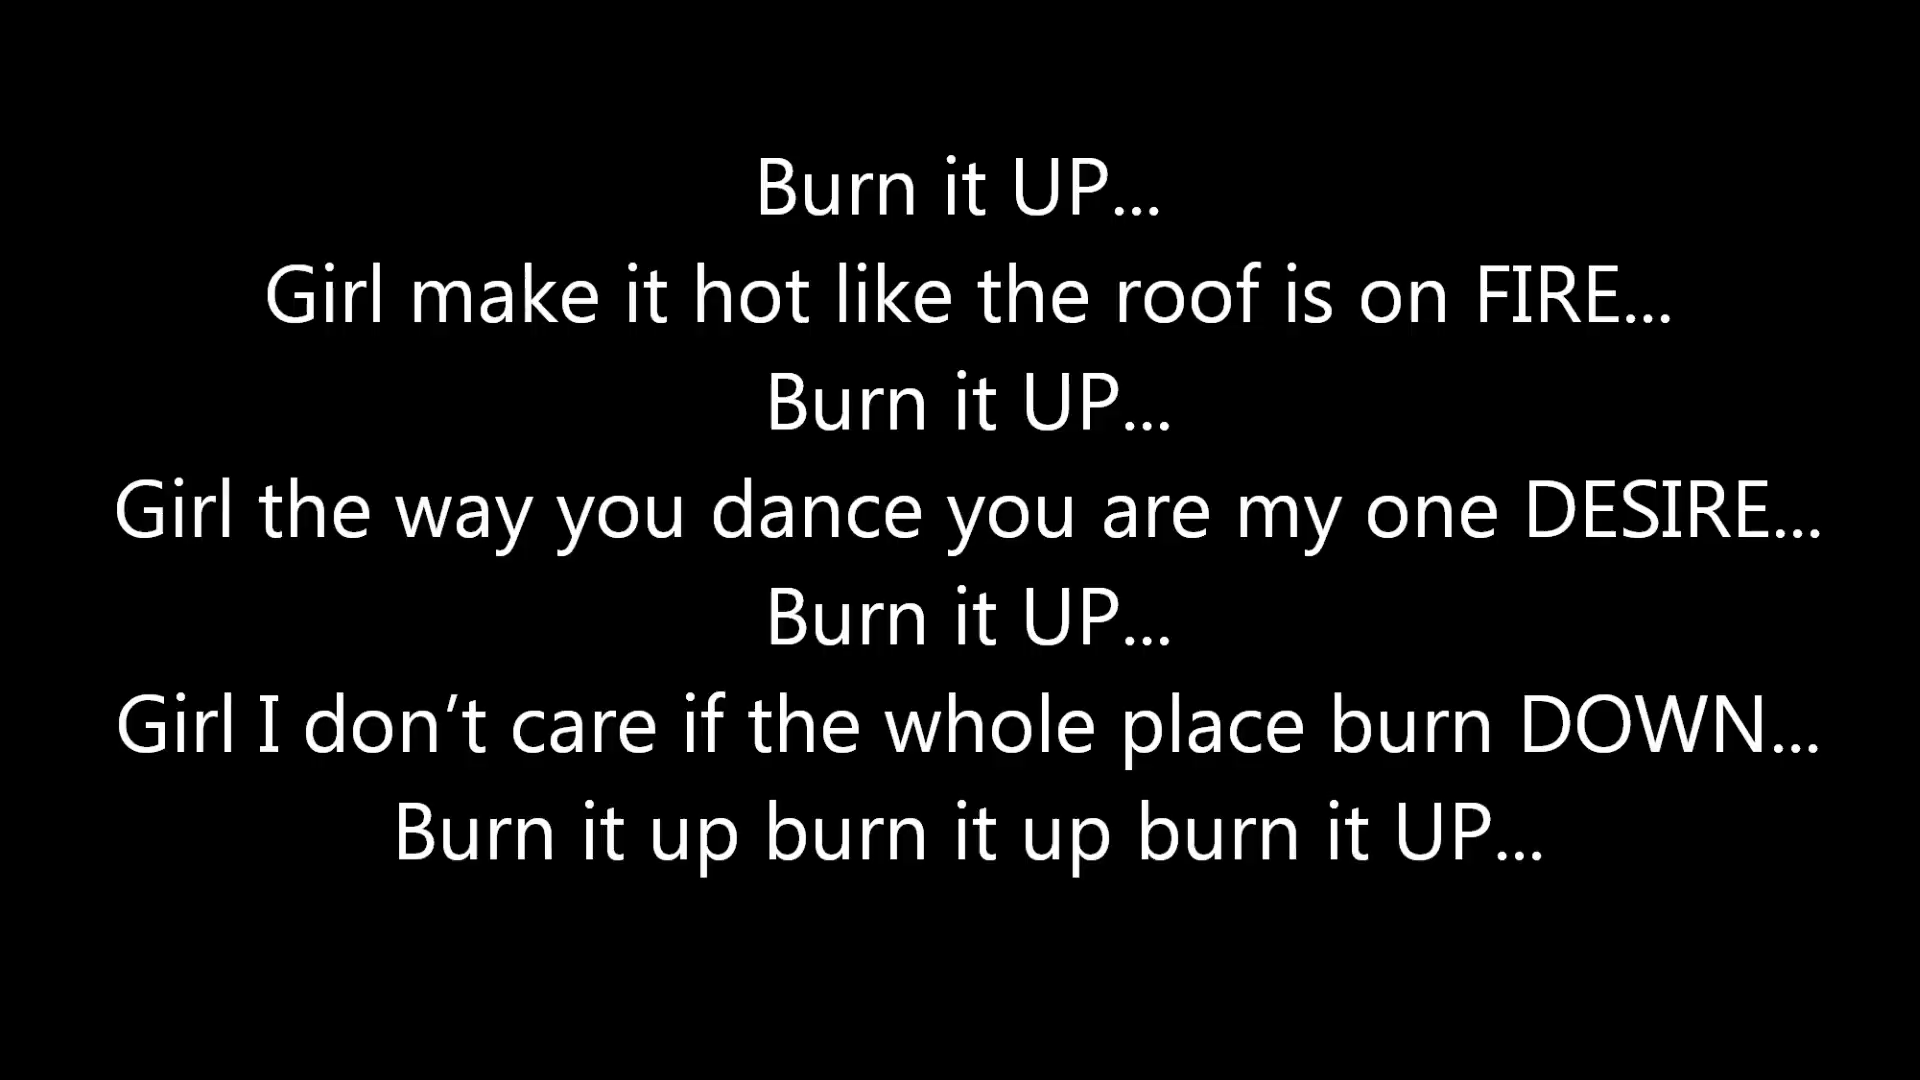 Burn it UP...
Girl make it hot like the roof is on FIRE...
Burn it UP...
Girl the way you dance you are my one DESIRE...
Burn it UP...
Girl I don’t care if the whole place burn DOWN...
Burn it up burn it up burn it UP...